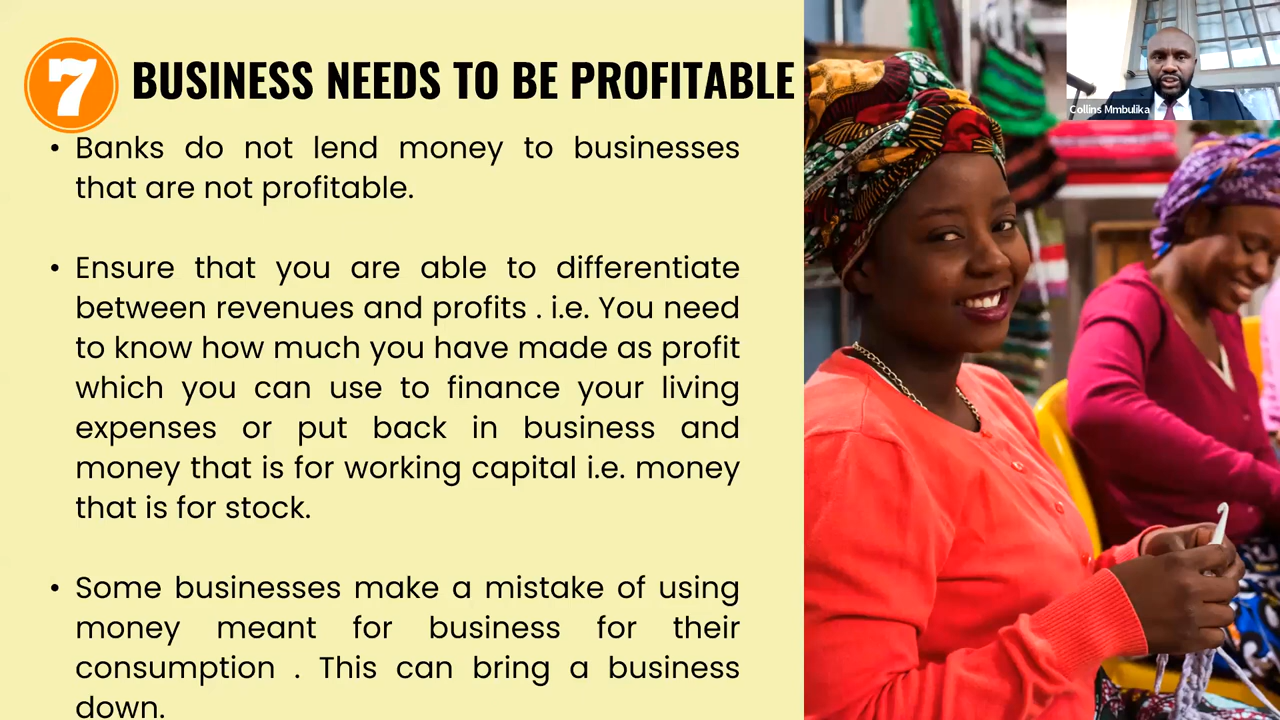 7 BUSINESS NEEDS TO BE PROFITABLE
• Banks do not lend money to businesses
that are not profitable.
• Ensure that you are able to differentiate
between revenues and profits . i.e. You need
to know how much you have made as profit
which you can use to finance your living
expenses or put back in business and
money that is for working capital i.e. money
that is for stock.
• Some businesses make a mistake of using
money meant for business for their
consumption . This can bring a business
down.
Collins Mmbulika